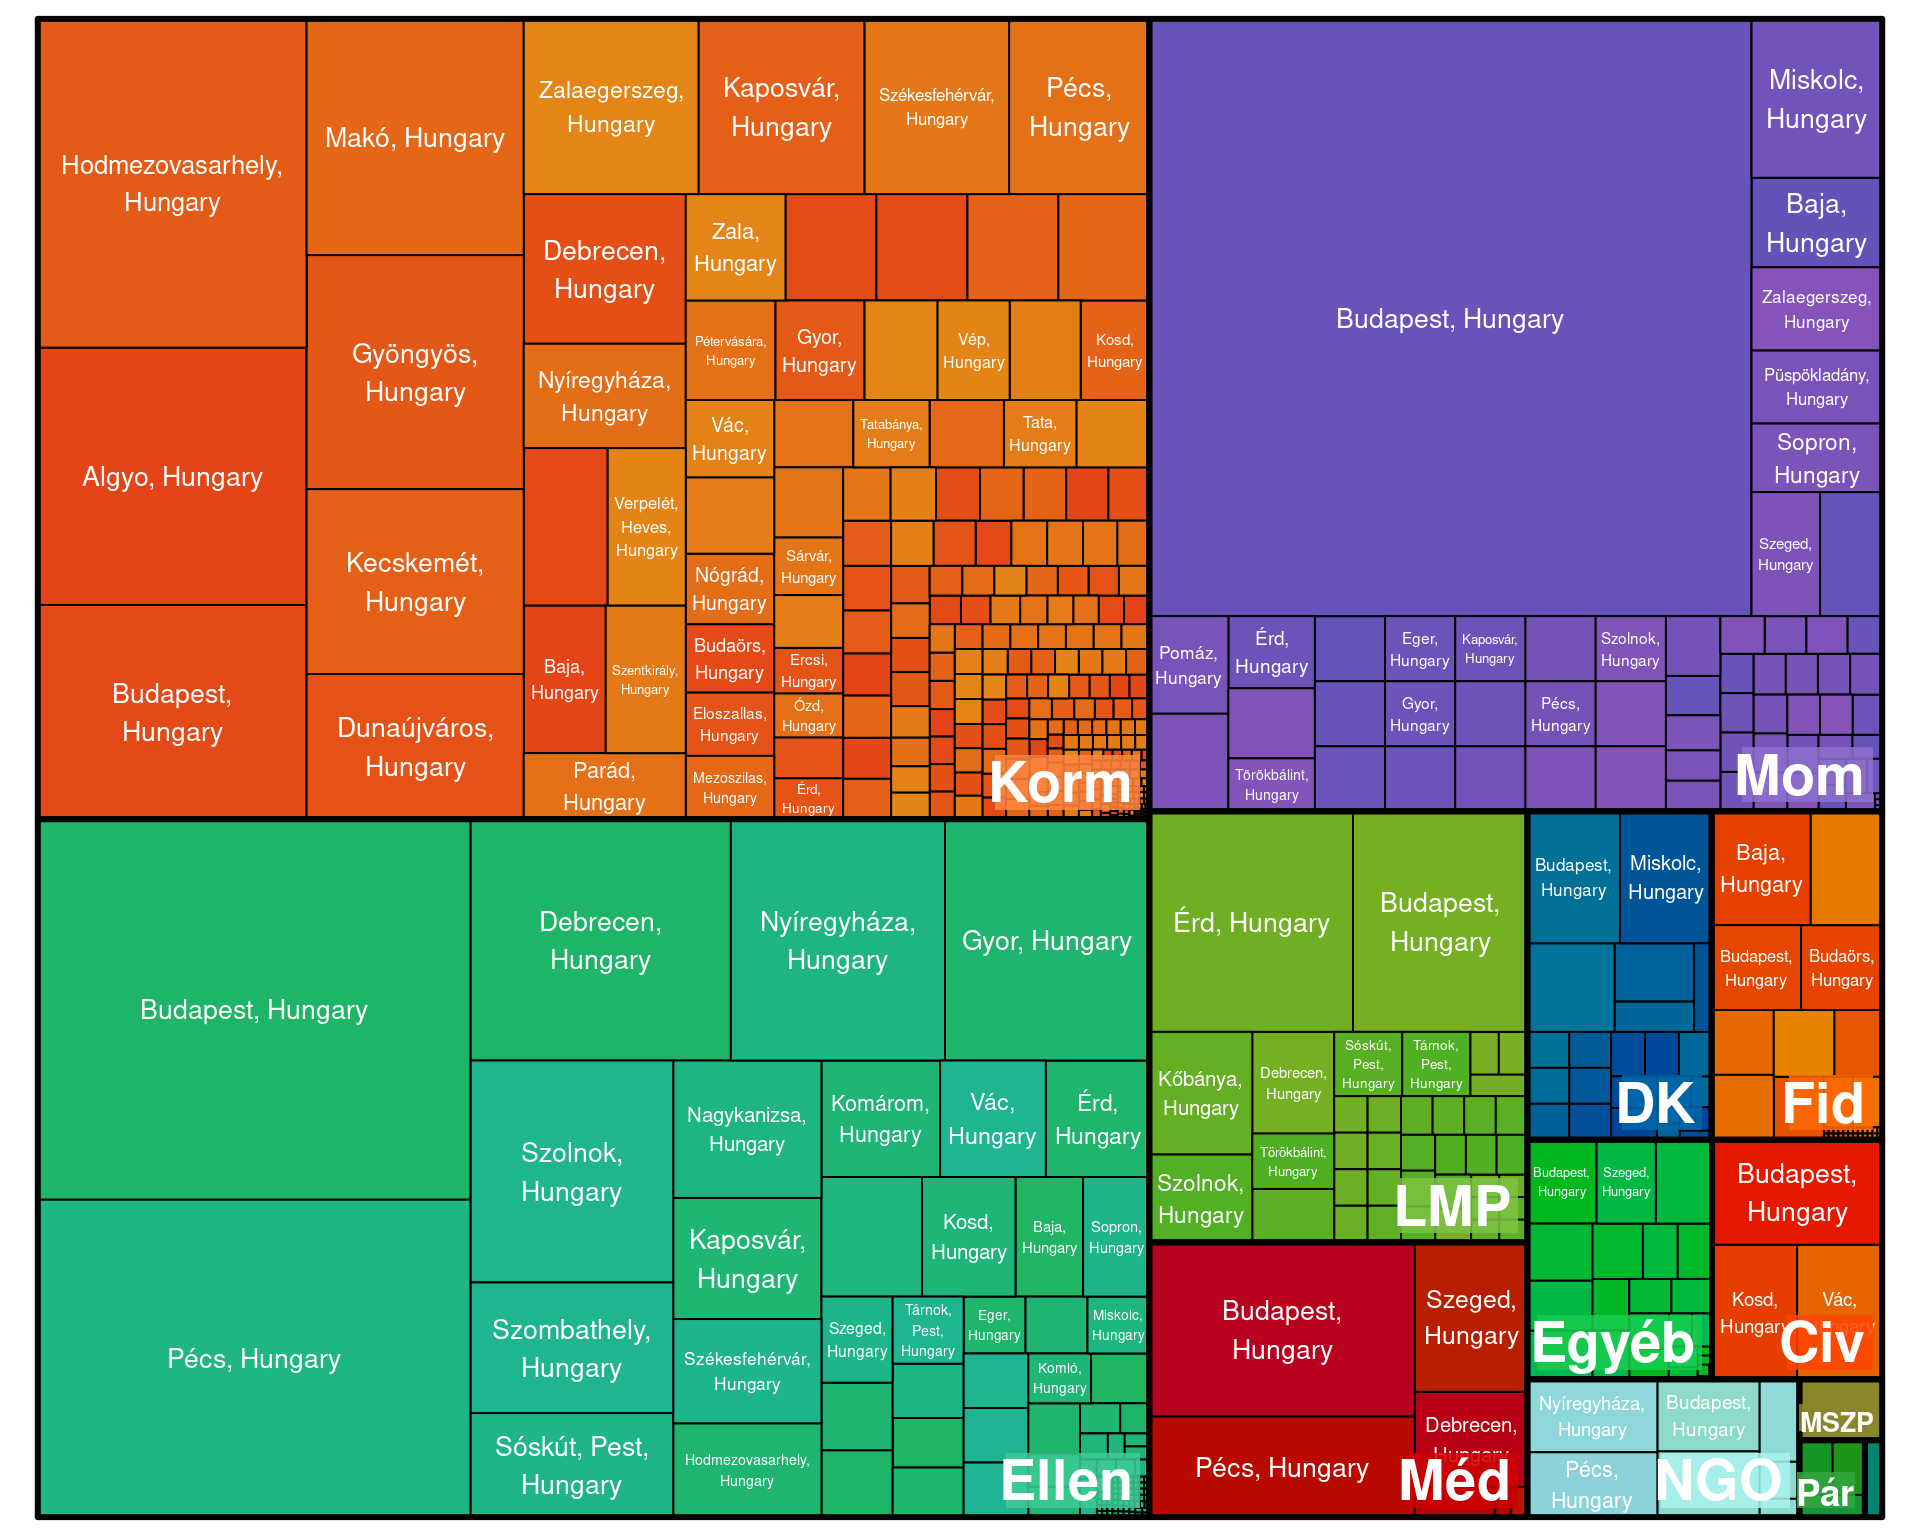 Hodmezovasarhely,
Hungary
Algyo, Hungary
Budapest,
Hungary
Makó, Hungary
Gyöngyös,
Hungary
Kecskemét,
Hungary
Dunaújváros,
Hungary
Zalaegerszeg,
Hungary
Kaposvár,
Hungary
Székesfehérvár,
Hungary
Pécs,
Hungary
Debrecen,
Hungary
Nyíregyháza,
Hungary
Verpelét,
Heves,
Hungary
Baja,
Hungary
Szentkirály,
Hungary
Parád,
Hungary
Zala,
Hungary
Pétervására,
Hungary
Gyor,
Hungary
Vép,
Hungary
Kosd,
Hungary
Vác,
Hungary
Tatabánya,
Hungary
Tata,
Hungary
Nógrád,
Hungary
Budaörs,
Hungary
Eloszallas,
Hungary
Mezoszilas,
Hungary
Sárvár,
Hungary
Ercsi,
Hungary
Ózd,
Hungary
Érd,
Hungary
Korm
Budapest, Hungary
Miskolc,
Hungary
Baja,
Hungary
Zalaegerszeg,
Hungary
Püspökladány,
Hungary
Sopron,
Hungary
Szeged,
Hungary
Pomáz,
Hungary
Érd,
Hungary
Törökbálint,
Hungary
Eger,
Hungary
Kaposvár,
Hungary
Szolnok,
Hungary
Gyor,
Hungary
Pécs,
Hungary
Mom
Budapest, Hungary
Pécs, Hungary
Debrecen,
Hungary
Nyíregyháza,
Hungary
Gyor, Hungary
Szolnok,
Hungary
Szombathely,
Hungary
Sóskút, Pest,
Hungary
Nagykanizsa,
Hungary
Kaposvár,
Hungary
Székesfehérvár,
Hungary
Hodmezovasarhely,
Hungary
Komárom,
Hungary
Vác,
Hungary
Érd,
Hungary
Kosd,
Hungary
Baja,
Hungary
Sopron,
Hungary
Szeged,
Hungary
Tárnok,
Pest,
Hungary
Eger,
Hungary
Miskolc,
Hungary
Komló,
Hungary
Ellen
Érd, Hungary
Budapest,
Hungary
Kőbánya,
Hungary
Szolnok,
Hungary
Debrecen,
Hungary
Törökbálint,
Hungary
Sóskút,
Pest,
Hungary
Tárnok,
Pest,
Hungary
LMP
Budapest,
Hungary
Pécs, Hungary
Szeged,
Hungary
Debrecen,
Hungary
Méd
Budapest,
Hungary
Miskolc,
Hungary
DK
Baja,
Hungary
Budapest,
Hungary
Budaörs,
Hungary
Fid
Budapest,
Hungary
Szeged,
Hungary
Egyéb
Budapest,
Hungary
Kosd,
Hungary
Vác,
Hungary
Civ
Nyíregyháza,
Hungary
Budapest,
Hungary
Pécs,
Hungary
NGO
MSZP
Pár